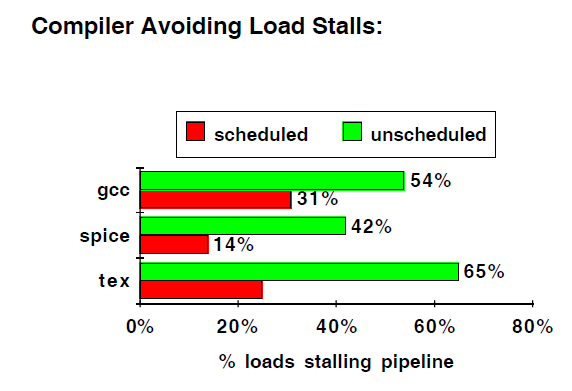 Compiler Avoiding Load Stalls:
scheduled unscheduled
gcc 54%
31%
spice 42%
14%
tex 65%
0% 20% 40% 60% 80%
% loads stalling pipeline